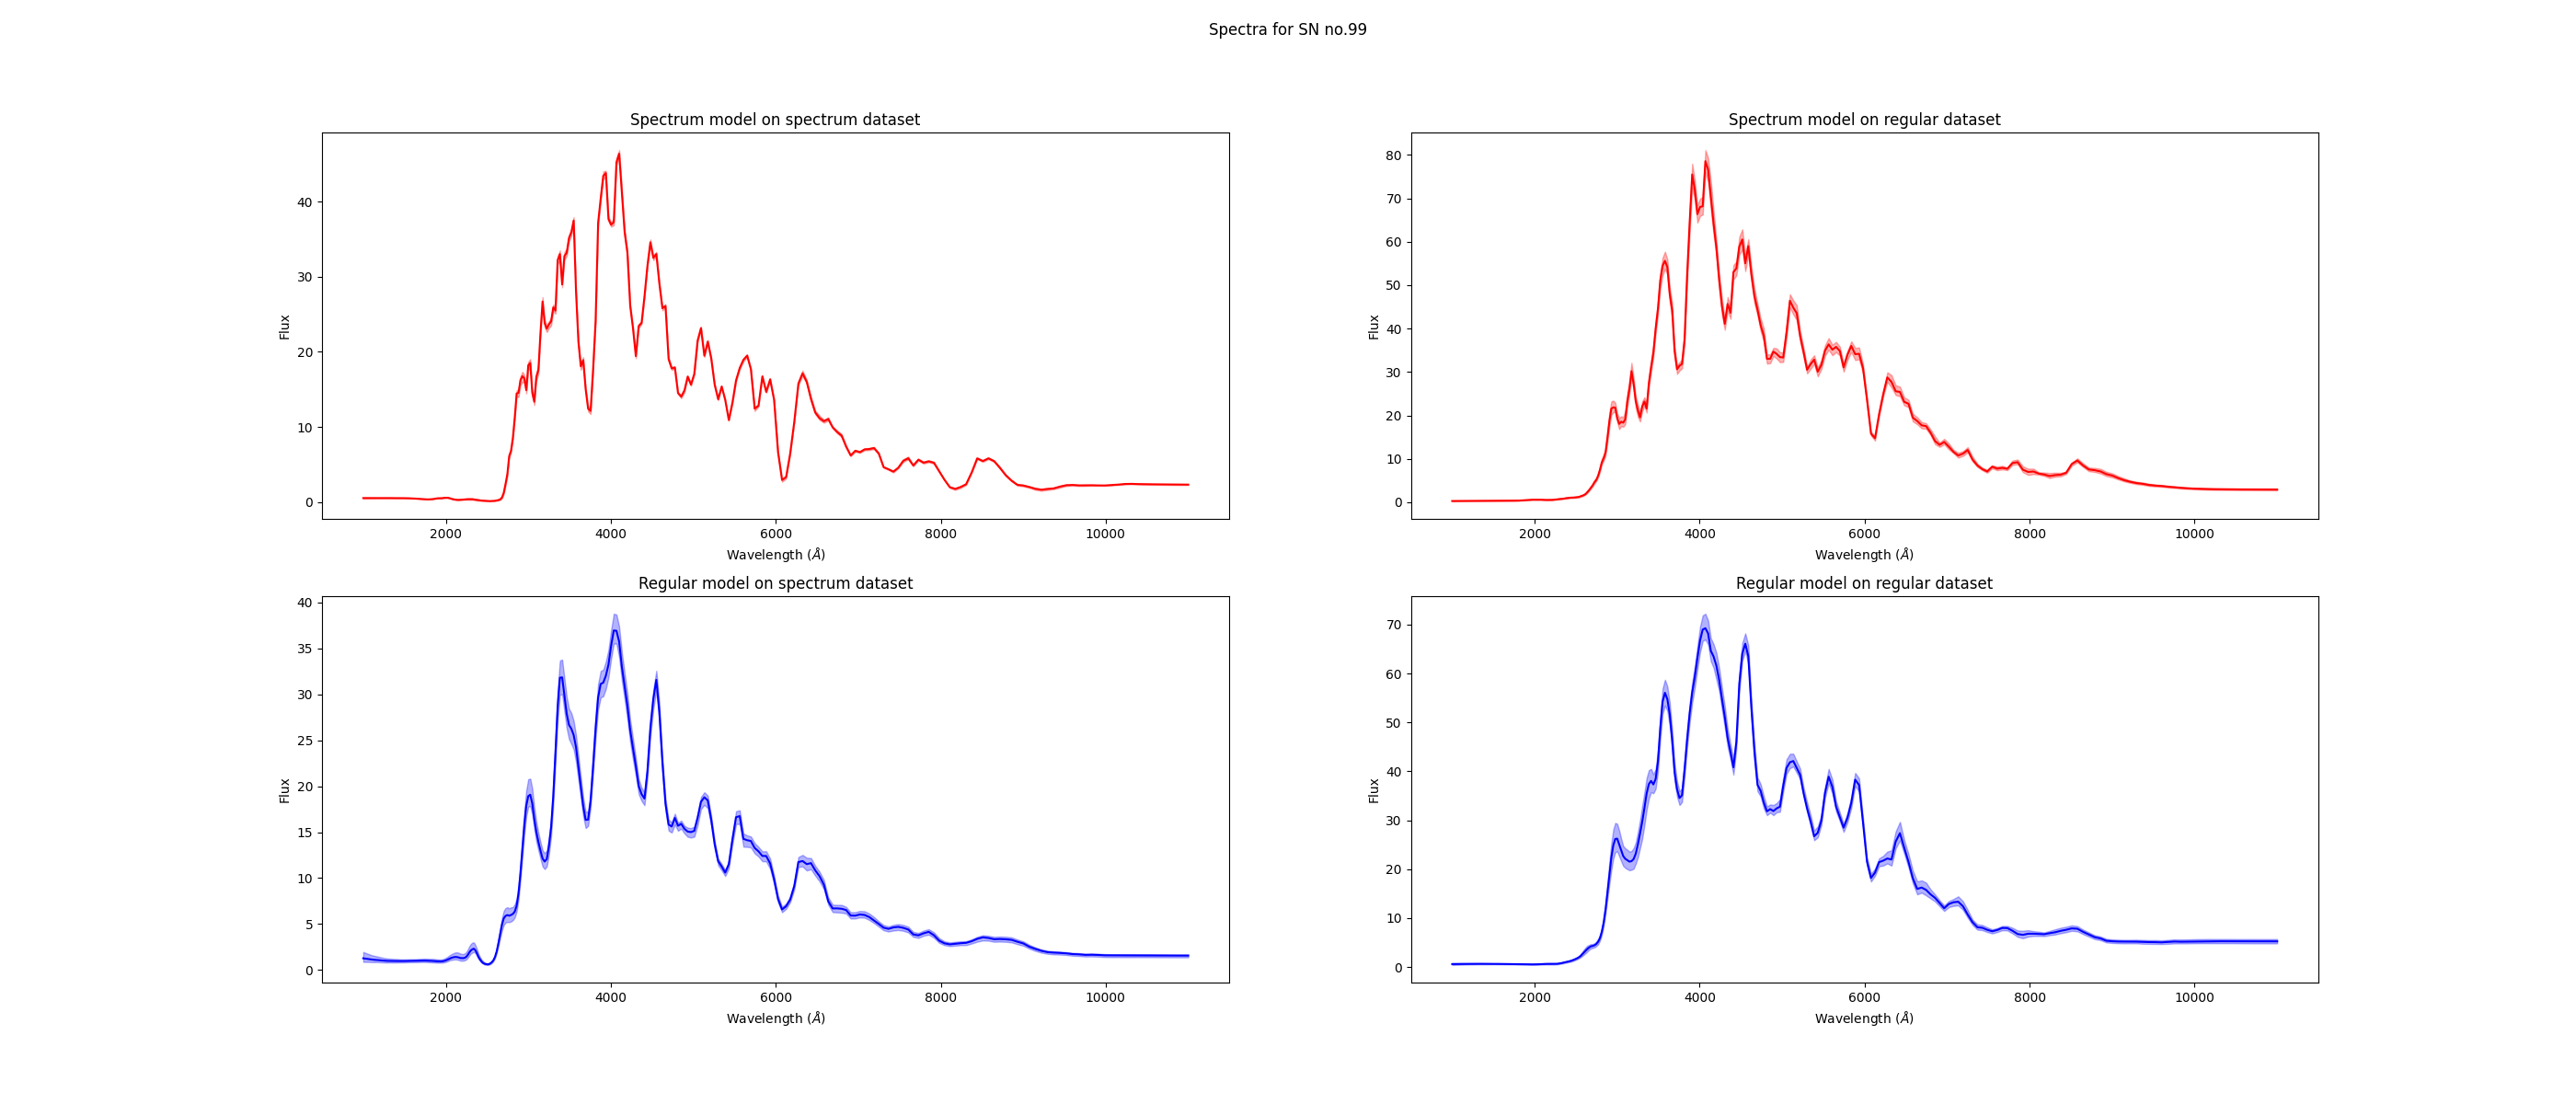 Spectra for SN no.99
Spectrum model on spectrum dataset
Flux
40
30
20
10
0
2000 4000 6000 8000 10000
Wavelength (Å)
Spectrum model on regular dataset
Flux
80
70
60
50
40
30
20
10
0
2000 4000 6000 8000 10000
Wavelength (Å)
Regular model on spectrum dataset
Flux
40
35
30
25
20
15
10
5
0
2000 4000 6000 8000 10000
Wavelength (Å)
Regular model on regular dataset
Flux
70
60
50
40
30
20
10
0
2000 4000 6000 8000 10000
Wavelength (Å)